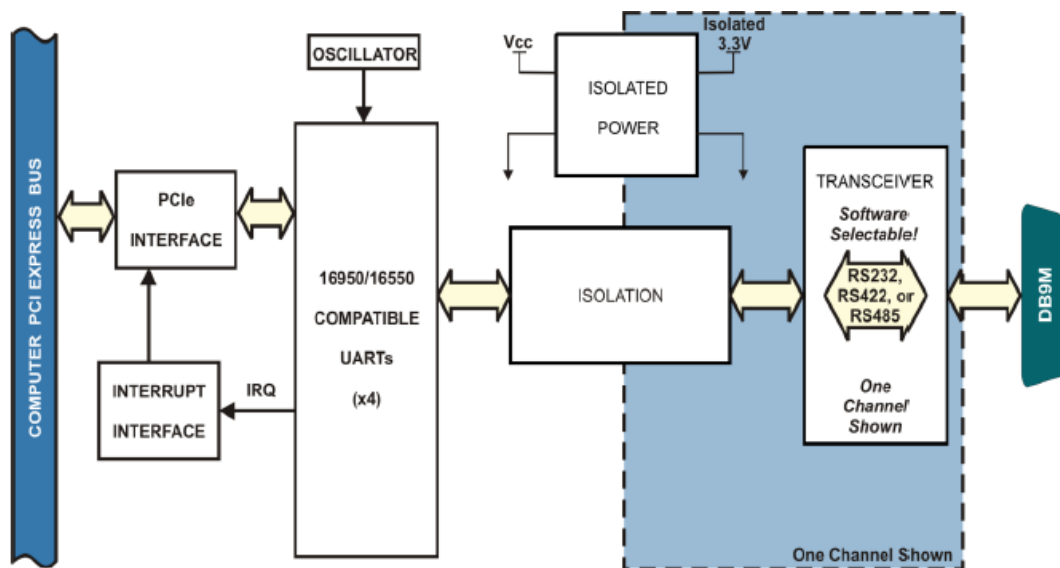 COMPUTER PCI EXPRESS BUS
OSCILLATOR
PCIe
INTERFACE
INTERRUPT
INTERFACE
IRQ
16950/16550
COMPATIBLE
UARTs
(x4)
Vcc
ISOLATED
POWER
Isolated
3.3V
ISOLATION
TRANSCEIVER
Software
Selectable!
RS232,
RS422, or
RS485
One
Channel
Shown
One Channel Shown
DB9M